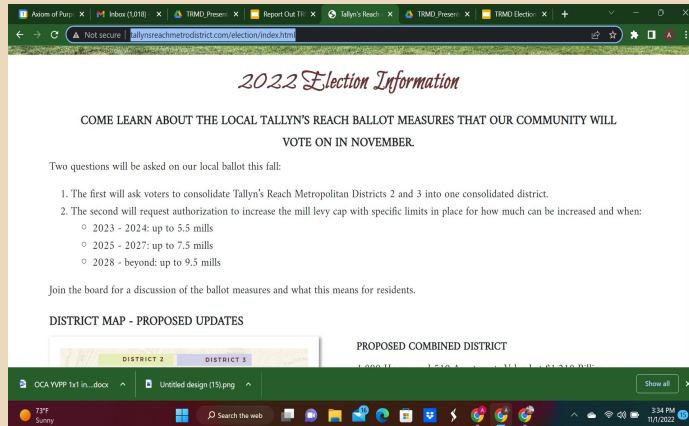 Axiom of Purp
Inbox (1,018)
TRMD_Present
Report Out TR
Tallyn's Reach
TRMD_Present
TRMD Election
Not secure
tallynsreachmetrodistrict.com/election/index.html
A
2022 Election Information
COME LEARN ABOUT THE LOCAL TALLYN'S REACH BALLOT MEASURES THAT OUR COMMUNITY WILL
VOTE ON IN NOVEMBER.
Two questions will be asked on our local ballot this fall:
1. The first will ask voters to consolidate Tallyn's Reach Metropolitan Districts 2 and 3 into one consolidated district.
2. The second will request authorization to increase the mill levy cap with specific limits in place for how much can be increased and when:
2023 - 2024: up to 5.5 mills
2025 - 2027: up to 7.5 mills
2028 - beyond: up to 9.5 mills
Join the board for a discussion of the ballot measures and what this means for residents.
DISTRICT MAP - PROPOSED UPDATES
PROPOSED COMBINED DISTRICT
DISTRICT 2
DISTRICT 3
OCA YVPP 1x1 in...docx
Untitled design (15).png
Show all
73°F
Sunny
Search the web
3:34 PM
11/1/2022
15